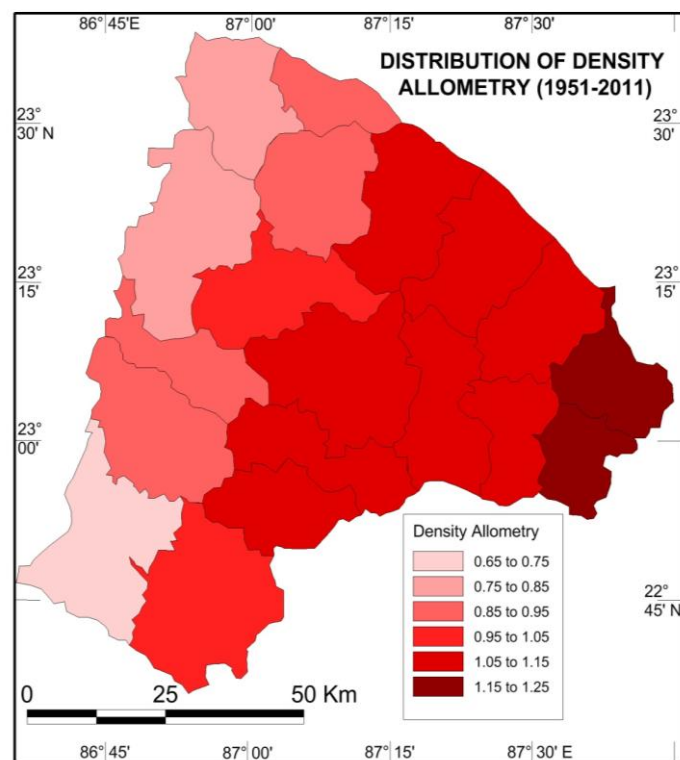 86° 45'E 87° 00' 87° 15' 87° 30'
DISTRIBUTION OF DENSITY
ALLOMETRY (1951-2011)
23°
30' N
23°
30'
23°
15'
23°
15'
23°
00'
23°
00'
Density Allometry
0.65 to 0.75
0.75 to 0.85
0.85 to 0.95
0.95 to 1.05
1.05 to 1.15
1.15 to 1.25
22°
45' N
0 25 50 Km
86° 45' 87° 00' 87° 15' 87° 30' E